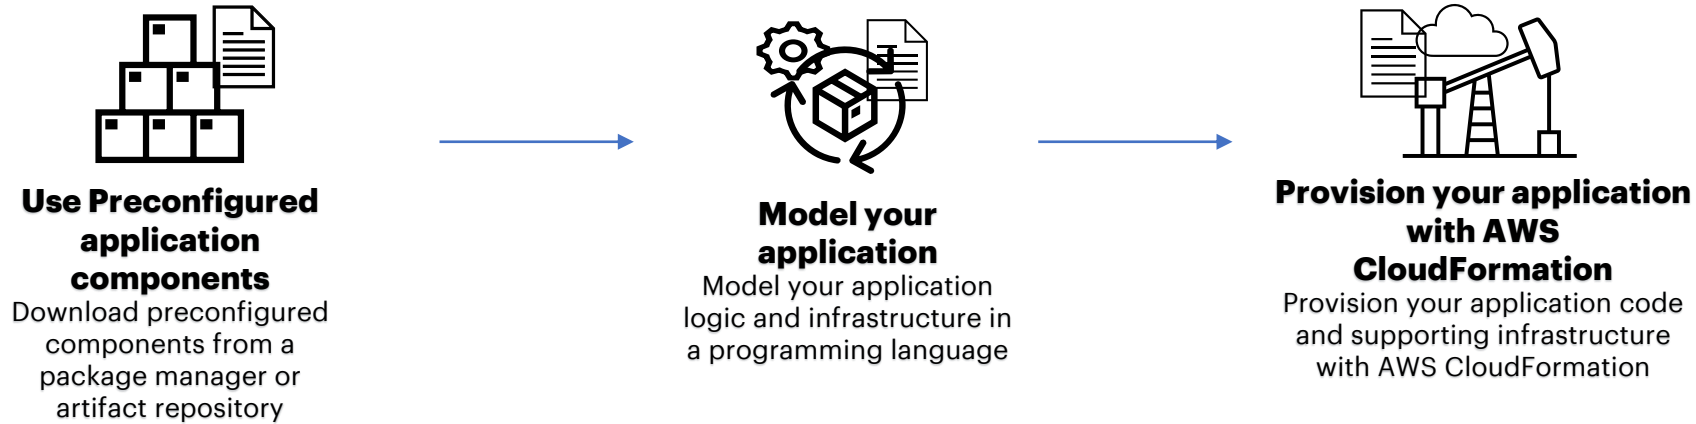 Use Preconfigured
application
components
Download preconfigured
components from a
package manager or
artifact repository
Model your
application
Model your application
logic and infrastructure in
a programming language
Provision your application
with AWS
CloudFormation
Provision your application code
and supporting infrastructure
with AWS CloudFormation